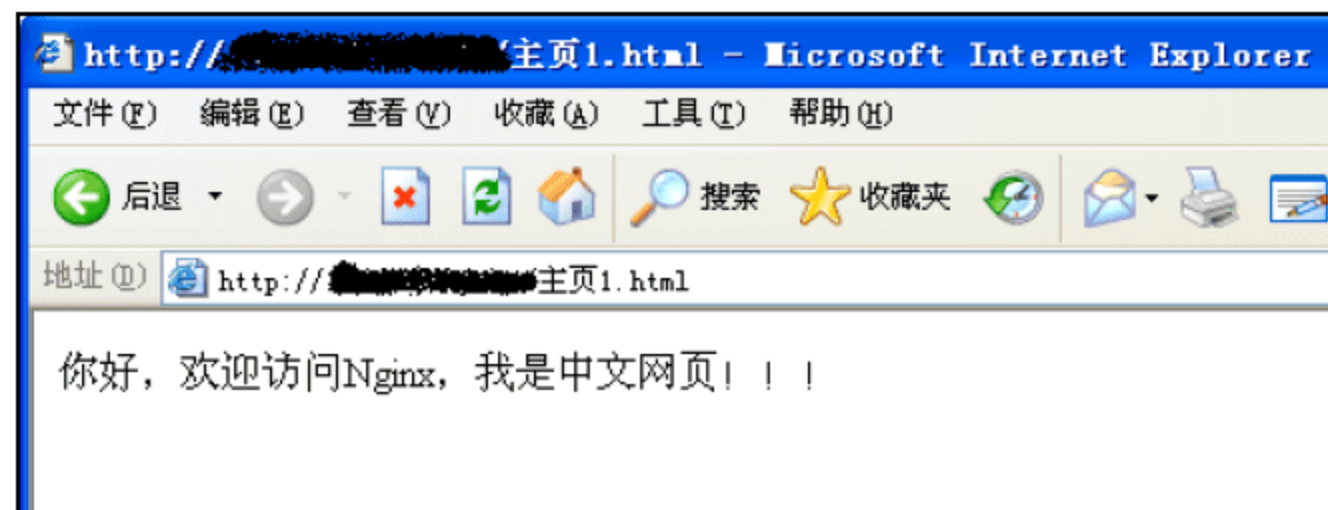 http:// /主页1.html - Microsoft Internet Explorer
文件(F) 编辑(E) 查看(V) 收藏(A) 工具(T) 帮助(H)
后退 搜索 收藏夹
地址(D) http:// /主页1.html
你好，欢迎访问Nginx，我是中文网页！！！